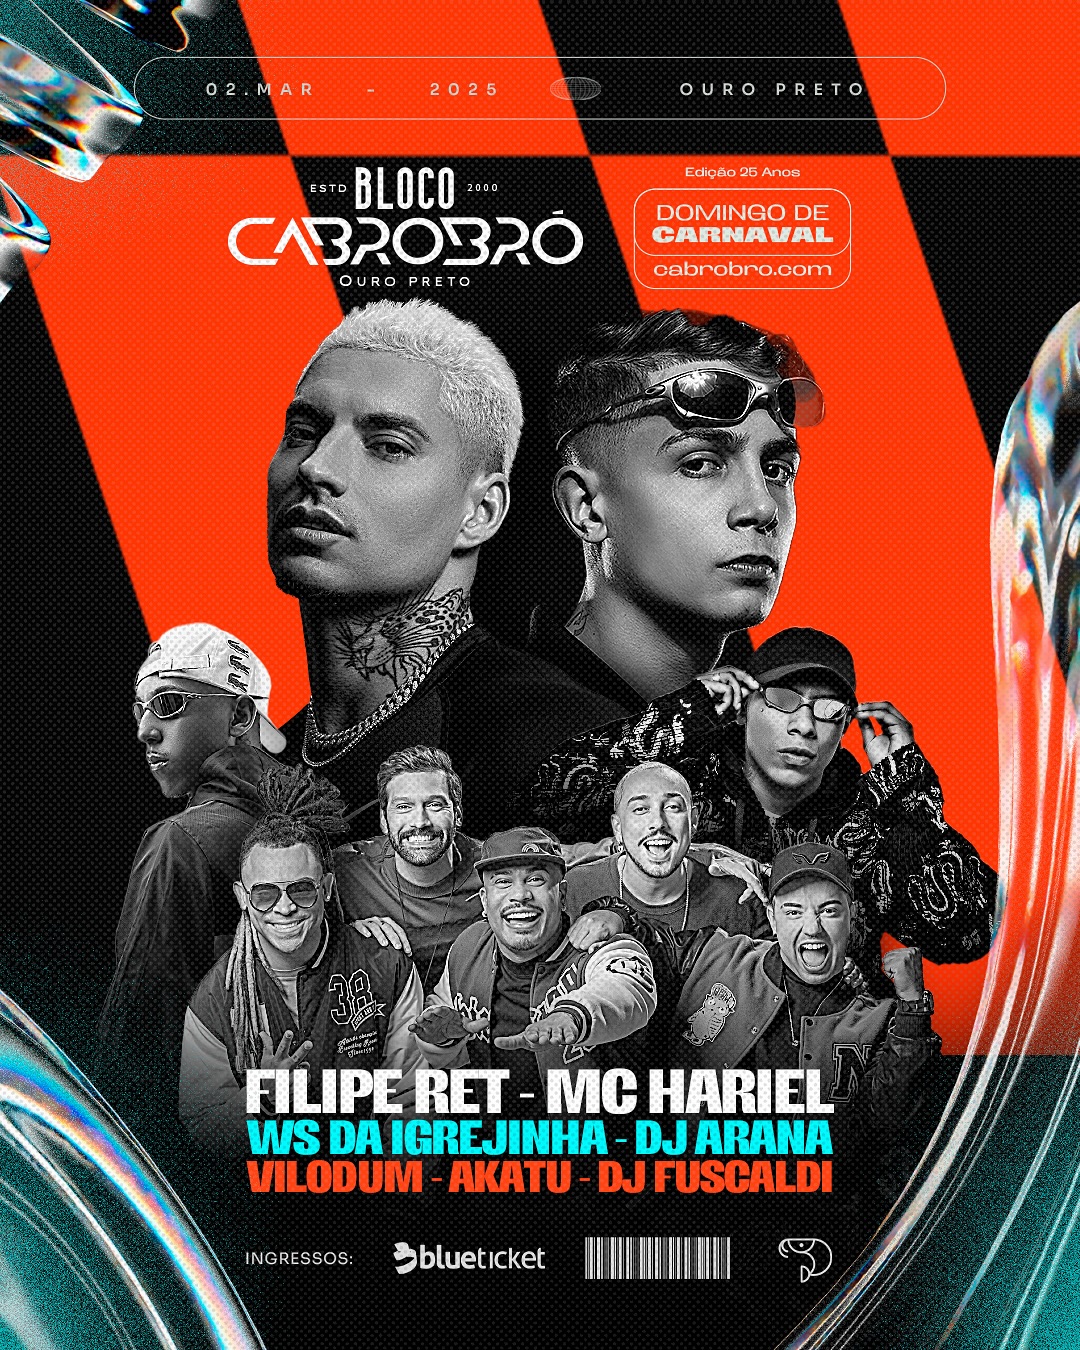 02.MAR - 2025 OURO PRETO
ESTD BLOCO 2000
CABROBRÓ
OURO PRETO
Edição 25 Anos
DOMINGO DE
CARNAVAL
cabrobro.com
38
N
FILIPE RET - MC HARIEL
WS DA IGREJINHA - DJ ARANA
VILODUM - AKATU - DJ FUSCALDI
INGRESSOS: blueticket